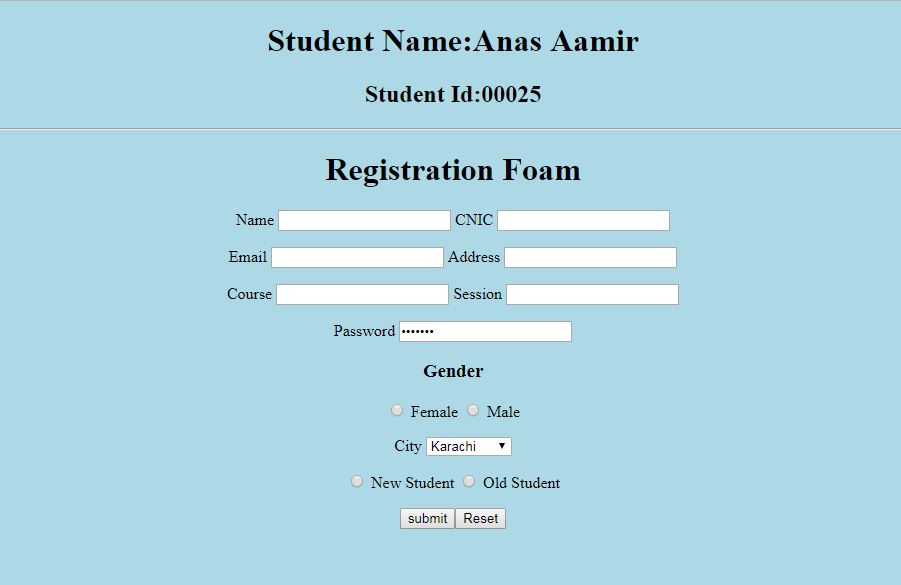 Student Name:Anas Aamir
Student Id:00025
Registration Foam
Name CNIC
Email Address
Course Session
Password •••••••
Gender
Female Male
City Karachi
New Student Old Student
submit Reset